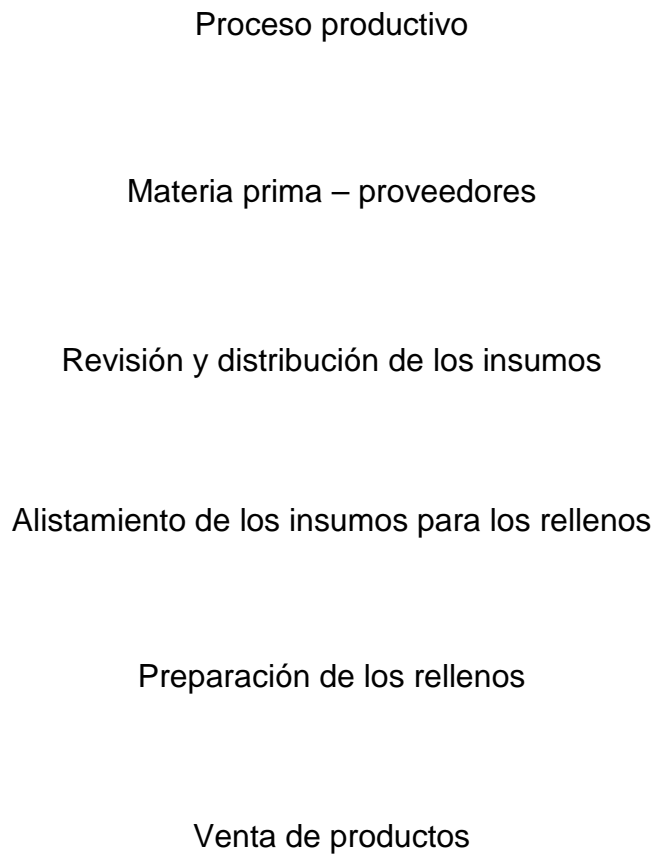 Proceso productivo
Materia prima – proveedores
Revisión y distribución de los insumos
Alistamiento de los insumos para los rellenos
Preparación de los rellenos
Venta de productos